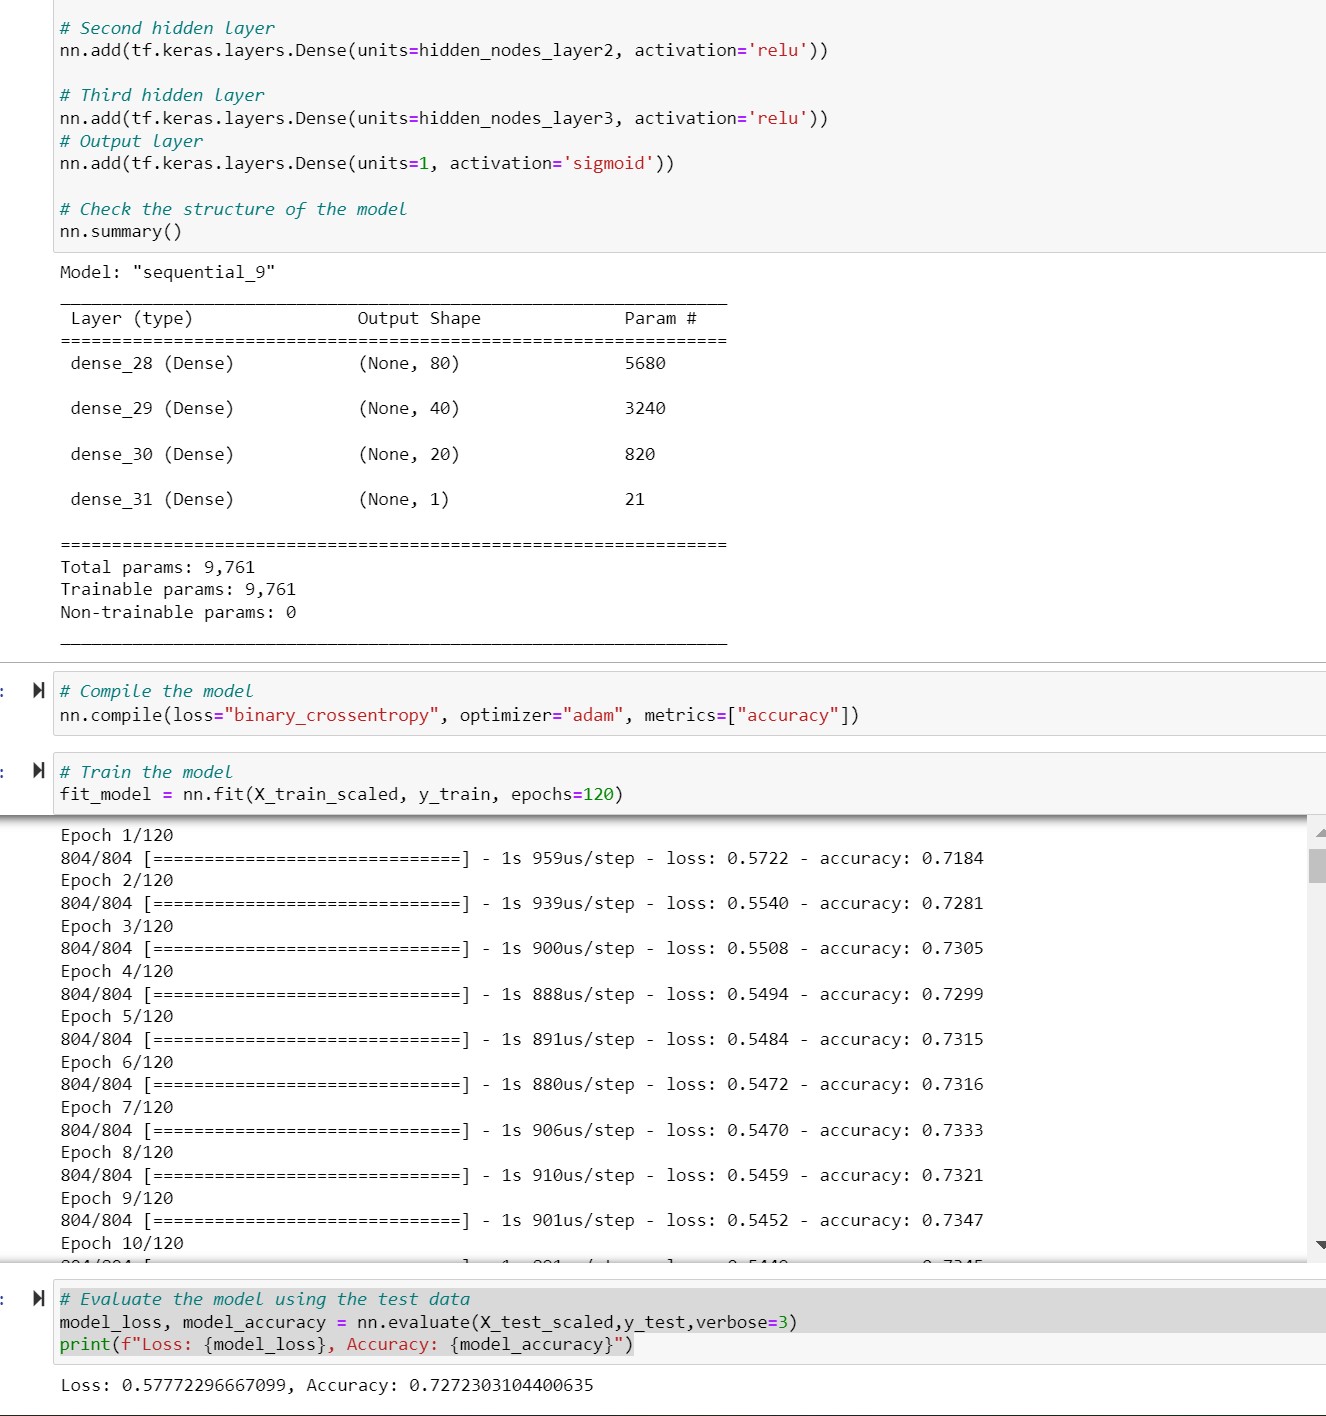 # Second hidden layer
nn.add(tf.keras.layers.Dense(units=hidden_nodes_layer2, activation='relu'))
# Third hidden layer
nn.add(tf.keras.layers.Dense(units=hidden_nodes_layer3, activation='relu'))
# Output layer
nn.add(tf.keras.layers.Dense(units=1, activation='sigmoid'))
# Check the structure of the model
nn.summary()
Model: "sequential_9"
_________________________________________________________________
Layer (type) Output Shape Param #
=================================================================
dense_28 (Dense) (None, 80) 5680
dense_29 (Dense) (None, 40) 3240
dense_30 (Dense) (None, 20) 820
dense_31 (Dense) (None, 1) 21
=================================================================
Total params: 9,761
Trainable params: 9,761
Non-trainable params: 0
_________________________________________________________________
: # Compile the model
nn.compile(loss="binary_crossentropy", optimizer="adam", metrics=["accuracy"])
: # Train the model
fit_model = nn.fit(X_train_scaled, y_train, epochs=120)
Epoch 1/120
804/804 [==============================] - 1s 959us/step - loss: 0.5722 - accuracy: 0.7184
Epoch 2/120
804/804 [==============================] - 1s 939us/step - loss: 0.5540 - accuracy: 0.7281
Epoch 3/120
804/804 [==============================] - 1s 900us/step - loss: 0.5508 - accuracy: 0.7305
Epoch 4/120
804/804 [==============================] - 1s 888us/step - loss: 0.5494 - accuracy: 0.7299
Epoch 5/120
804/804 [==============================] - 1s 891us/step - loss: 0.5484 - accuracy: 0.7315
Epoch 6/120
804/804 [==============================] - 1s 880us/step - loss: 0.5472 - accuracy: 0.7316
Epoch 7/120
804/804 [==============================] - 1s 906us/step - loss: 0.5470 - accuracy: 0.7333
Epoch 8/120
804/804 [==============================] - 1s 910us/step - loss: 0.5459 - accuracy: 0.7321
Epoch 9/120
804/804 [==============================] - 1s 901us/step - loss: 0.5452 - accuracy: 0.7347
Epoch 10/120
: # Evaluate the model using the test data
model_loss, model_accuracy = nn.evaluate(X_test_scaled,y_test,verbose=3)
print(f"Loss: {model_loss}, Accuracy: {model_accuracy}")
Loss: 0.57772296667099, Accuracy: 0.7272303104400635